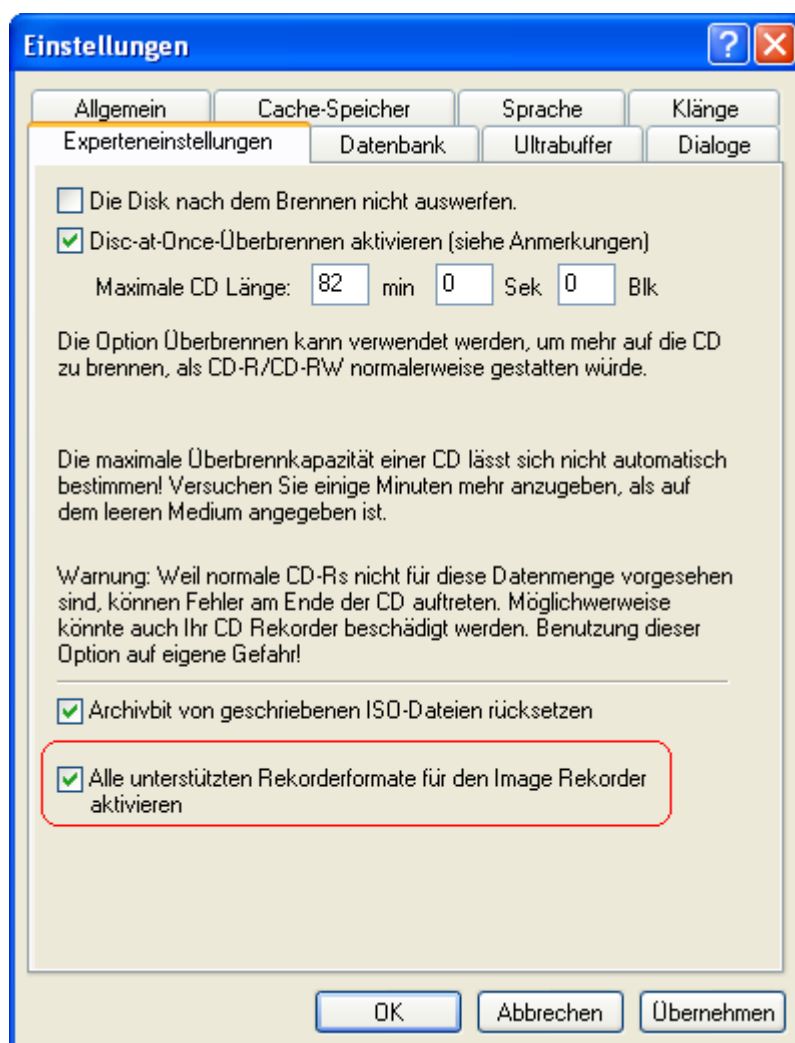 Einstellungen
?
Allgemein
Cache-Speicher
Sprache
Klänge
Experteneinstellungen
Datenbank
Ultrabuffer
Dialoge
Die Disk nach dem Brennen nicht auswerfen.
Disc-at-Once-Überbrennen aktivieren (siehe Anmerkungen)
Maximale CD Länge: 82 min 0 Sek 0 Blk
Die Option Überbrennen kann verwendet werden, um mehr auf die CD
zu brennen, als CD-R/CD-RW normalerweise gestatten würde.
Die maximale Überbrennkapazität einer CD lässt sich nicht automatisch
bestimmen! Versuchen Sie einige Minuten mehr anzugeben, als auf
dem leeren Medium angegeben ist.
Warnung: Weil normale CD-Rs nicht für diese Datenmenge vorgesehen
sind, können Fehler am Ende der CD auftreten. Möglichwerweise
könnte auch Ihr CD Rekorder beschädigt werden. Benutzung dieser
Option auf eigene Gefahr!
Archivbit von geschriebenen ISO-Dateien rücksetzen
Alle unterstützten Rekorderformate für den Image Rekorder
aktivieren
OK
Abbrechen
Übernehmen